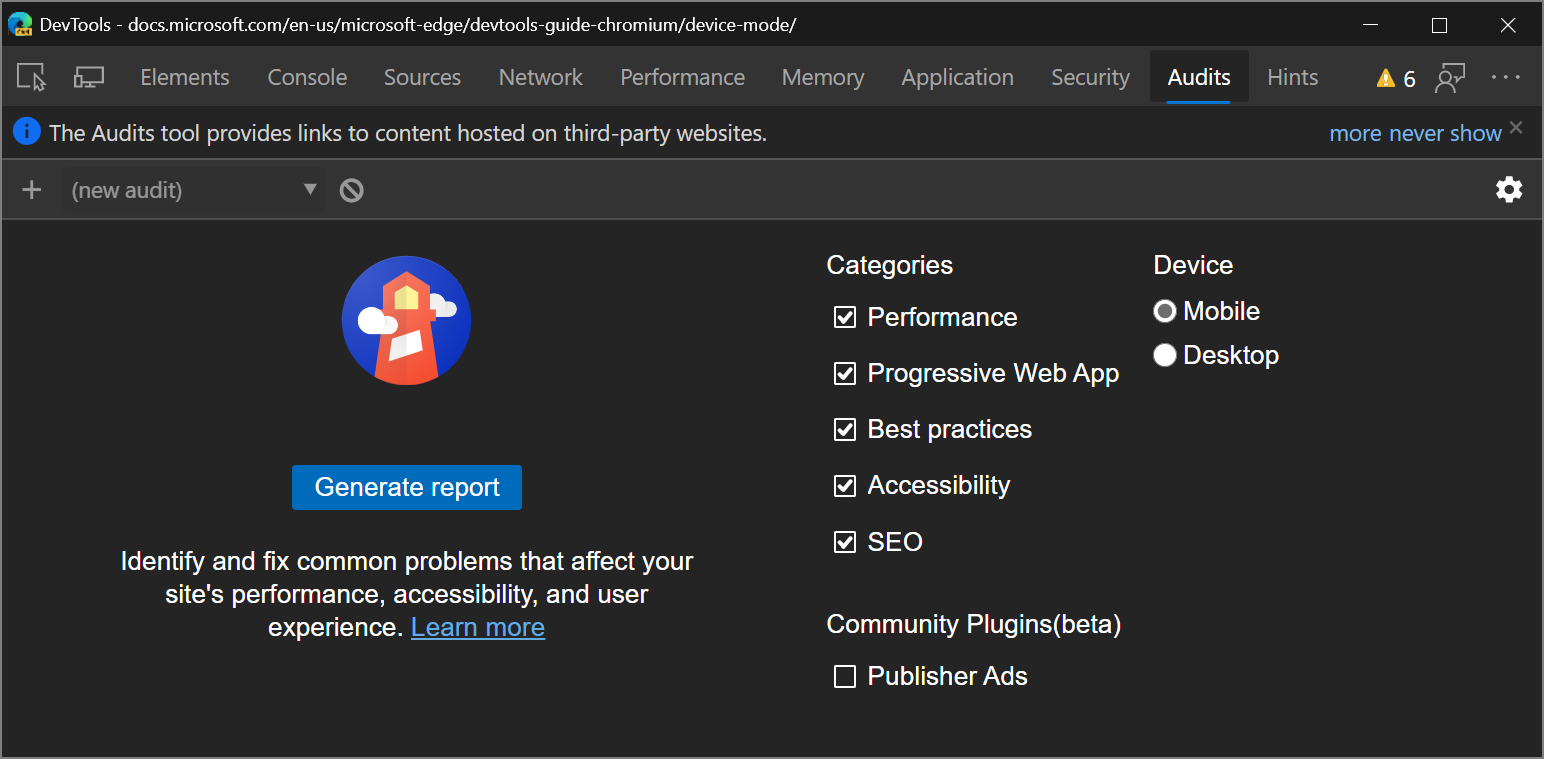 DevTools - docs.microsoft.com/en-us/microsoft-edge/devtools-guide-chromium/device-mode/
Elements Console Sources Network Performance Memory Application Security Audits Hints 6
The Audits tool provides links to content hosted on third-party websites. more never show
(new audit)
Categories
Performance
Progressive Web App
Best practices
Accessibility
SEO
Community Plugins(beta)
Publisher Ads
Device
Mobile
Desktop
Generate report
Identify and fix common problems that affect your
site's performance, accessibility, and user
experience. Learn more